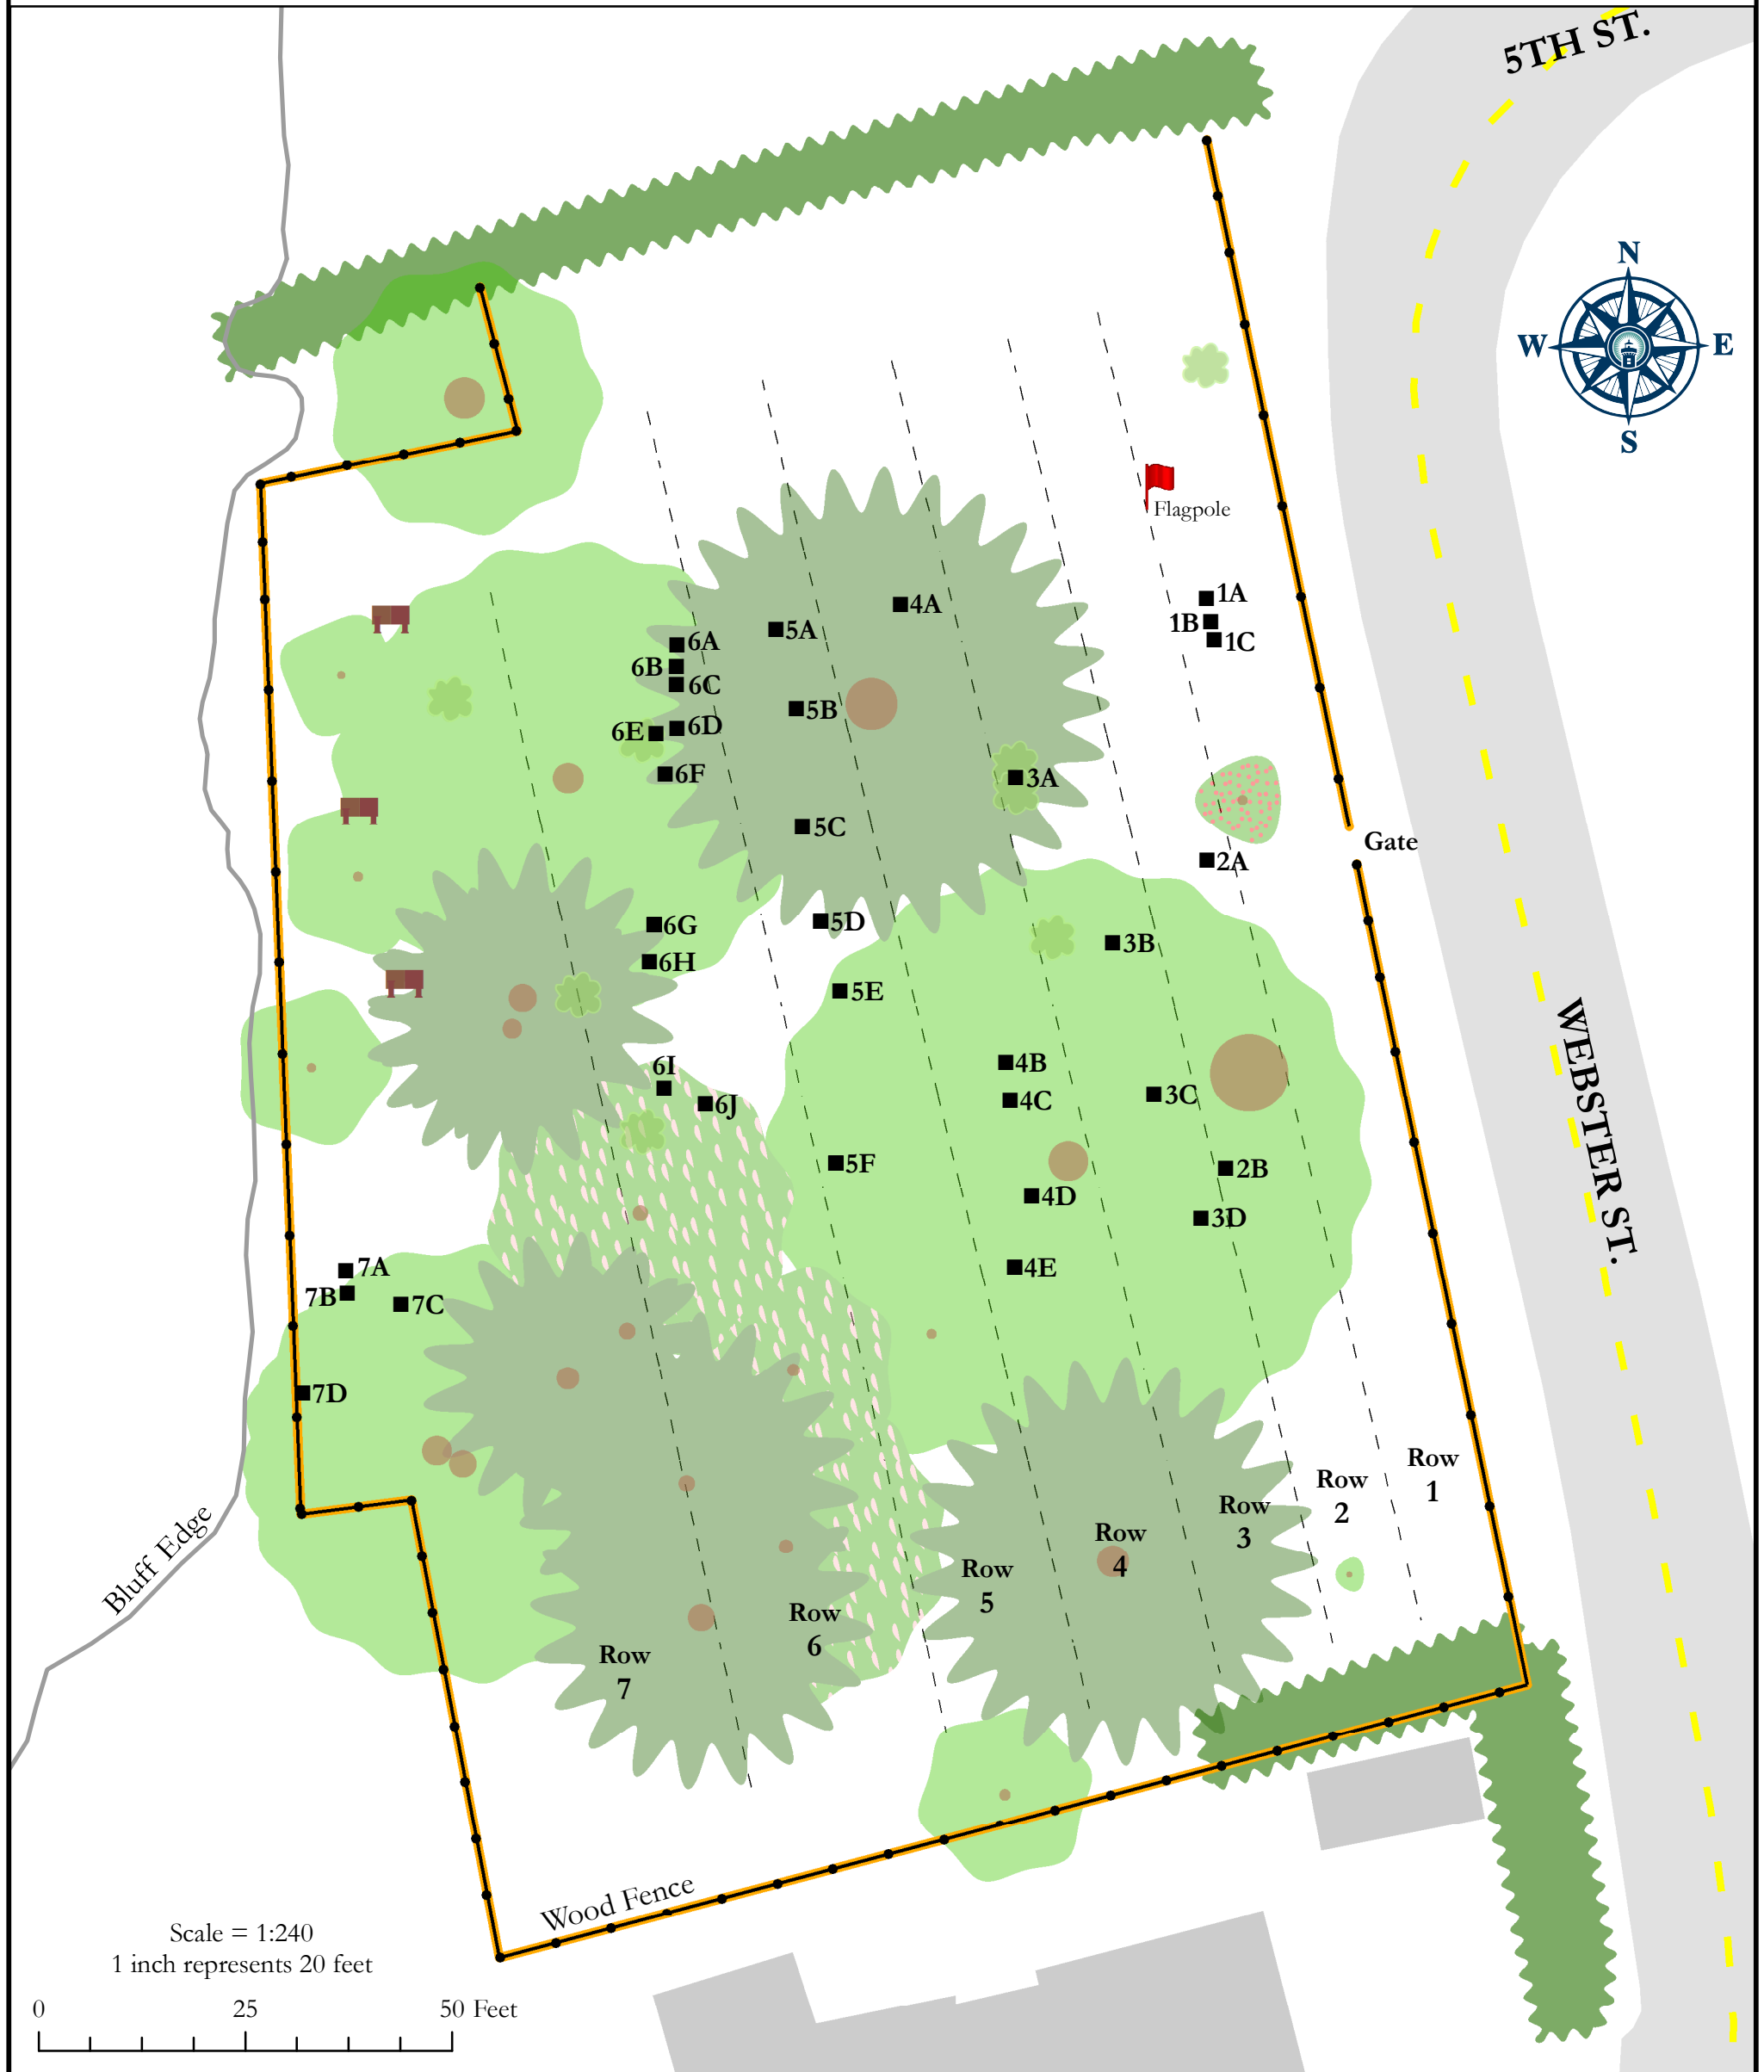 5TH ST.
N
W
E
S
Flagpole
1A
4A
1B
5A
1C
6A
6B
6C
5B
6D
6E
6F
3A
5C
Gate
2A
5D
6G
3B
6H
5E
WEBSTER ST.
4B
6I
3C
4C
6J
5F
2B
4D
3D
7A
4E
7B
7C
7D
Row
1
Row
2
Row
3
Row
4
Row
5
Row
6
Row
7
Bluff Edge
Wood Fence
Scale = 1:240
1 inch represents 20 feet
0 25 50 Feet